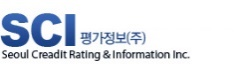 SCI 평가정보(주)
Seoul Creadit Rating & Information Inc.